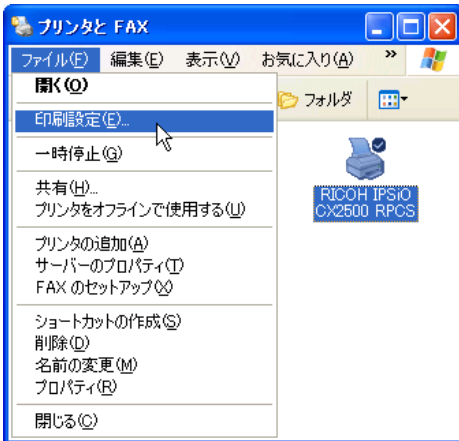 プリンタと FAX
ファイル(F) 編集(E) 表示(V) お気に入り(A) »
開く(O)
フォルダ
印刷設定(E)...
一時停止(G)
共有(H)...
RICOH IPSiO
CX2500 RPCS
プリンタをオフラインで使用する(U)
プリンタの追加(A)
サーバーのプロパティ(T)
FAX のセットアップ(X)
ショートカットの作成(S)
削除(D)
名前の変更(M)
プロパティ(R)
閉じる(C)